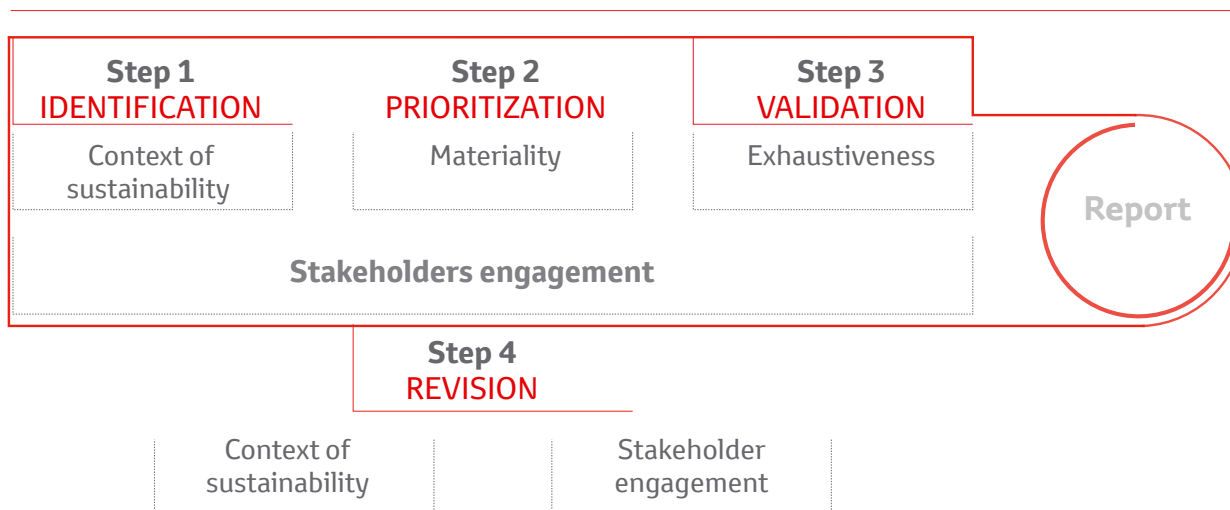 Step 1
IDENTIFICATION
Context of
sustainability
Step 2
PRIORITIZATION
Materiality
Step 3
VALIDATION
Exhaustiveness
Report
Stakeholders engagement
Step 4
REVISION
Context of
sustainability
Stakeholder
engagement